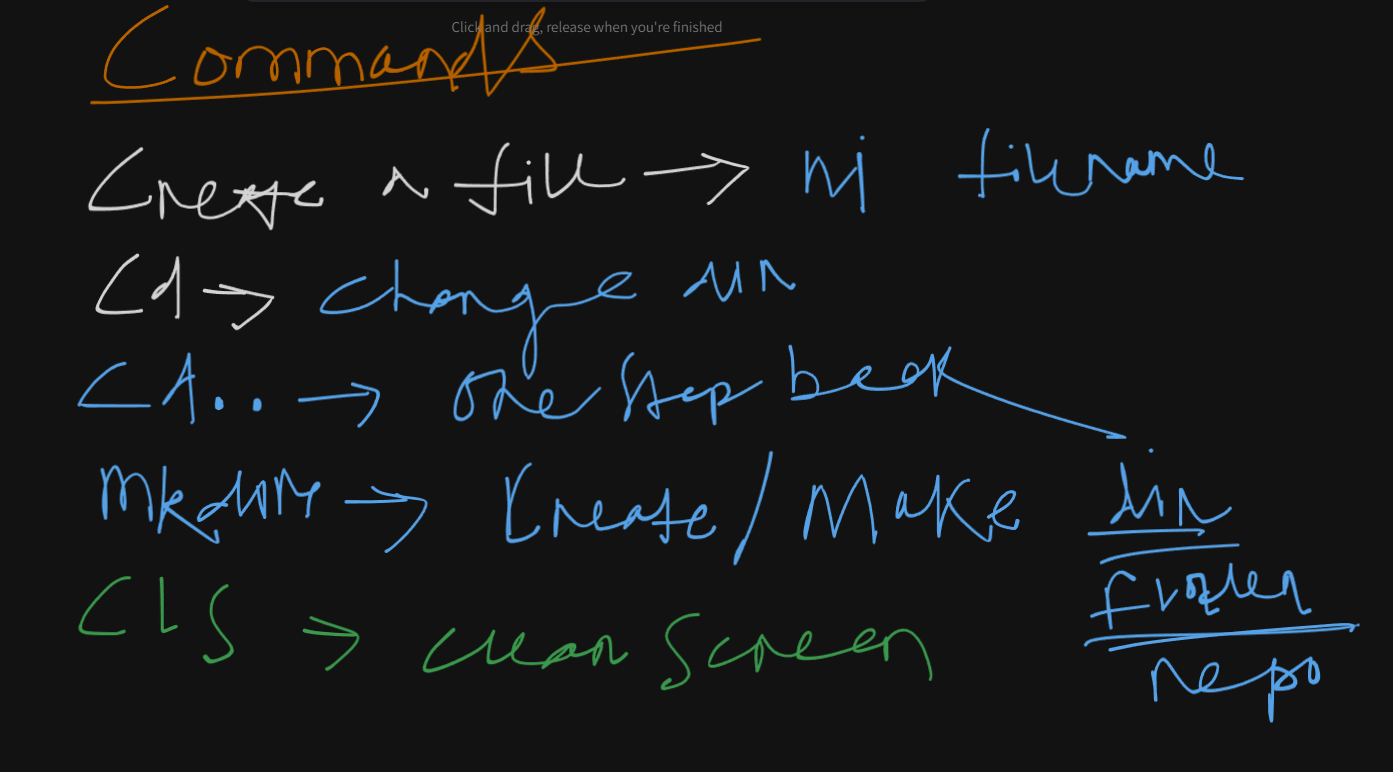 Click and drag, release when you're finished
Commands
Create a file → ni filename
Cd → change dir
Cd.. → one step back
Mkdir → Create / Make dir
folder
repo
CLS → clear Screen